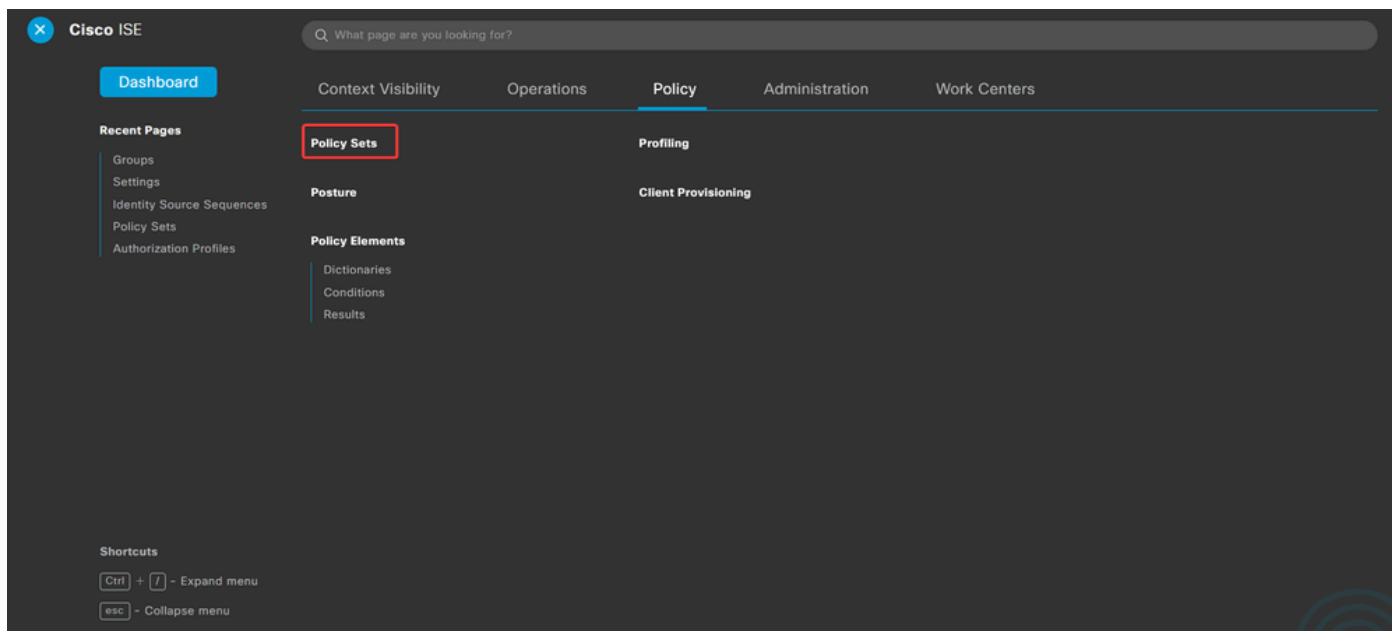 Cisco ISE
What page are you looking for?
Dashboard
Context Visibility Operations Policy Administration Work Centers
Recent Pages
Groups
Settings
Identity Source Sequences
Policy Sets
Authorization Profiles
Policy Sets
Profiling
Posture
Client Provisioning
Policy Elements
Dictionaries
Conditions
Results
Shortcuts
Ctrl + / - Expand menu
esc - Collapse menu